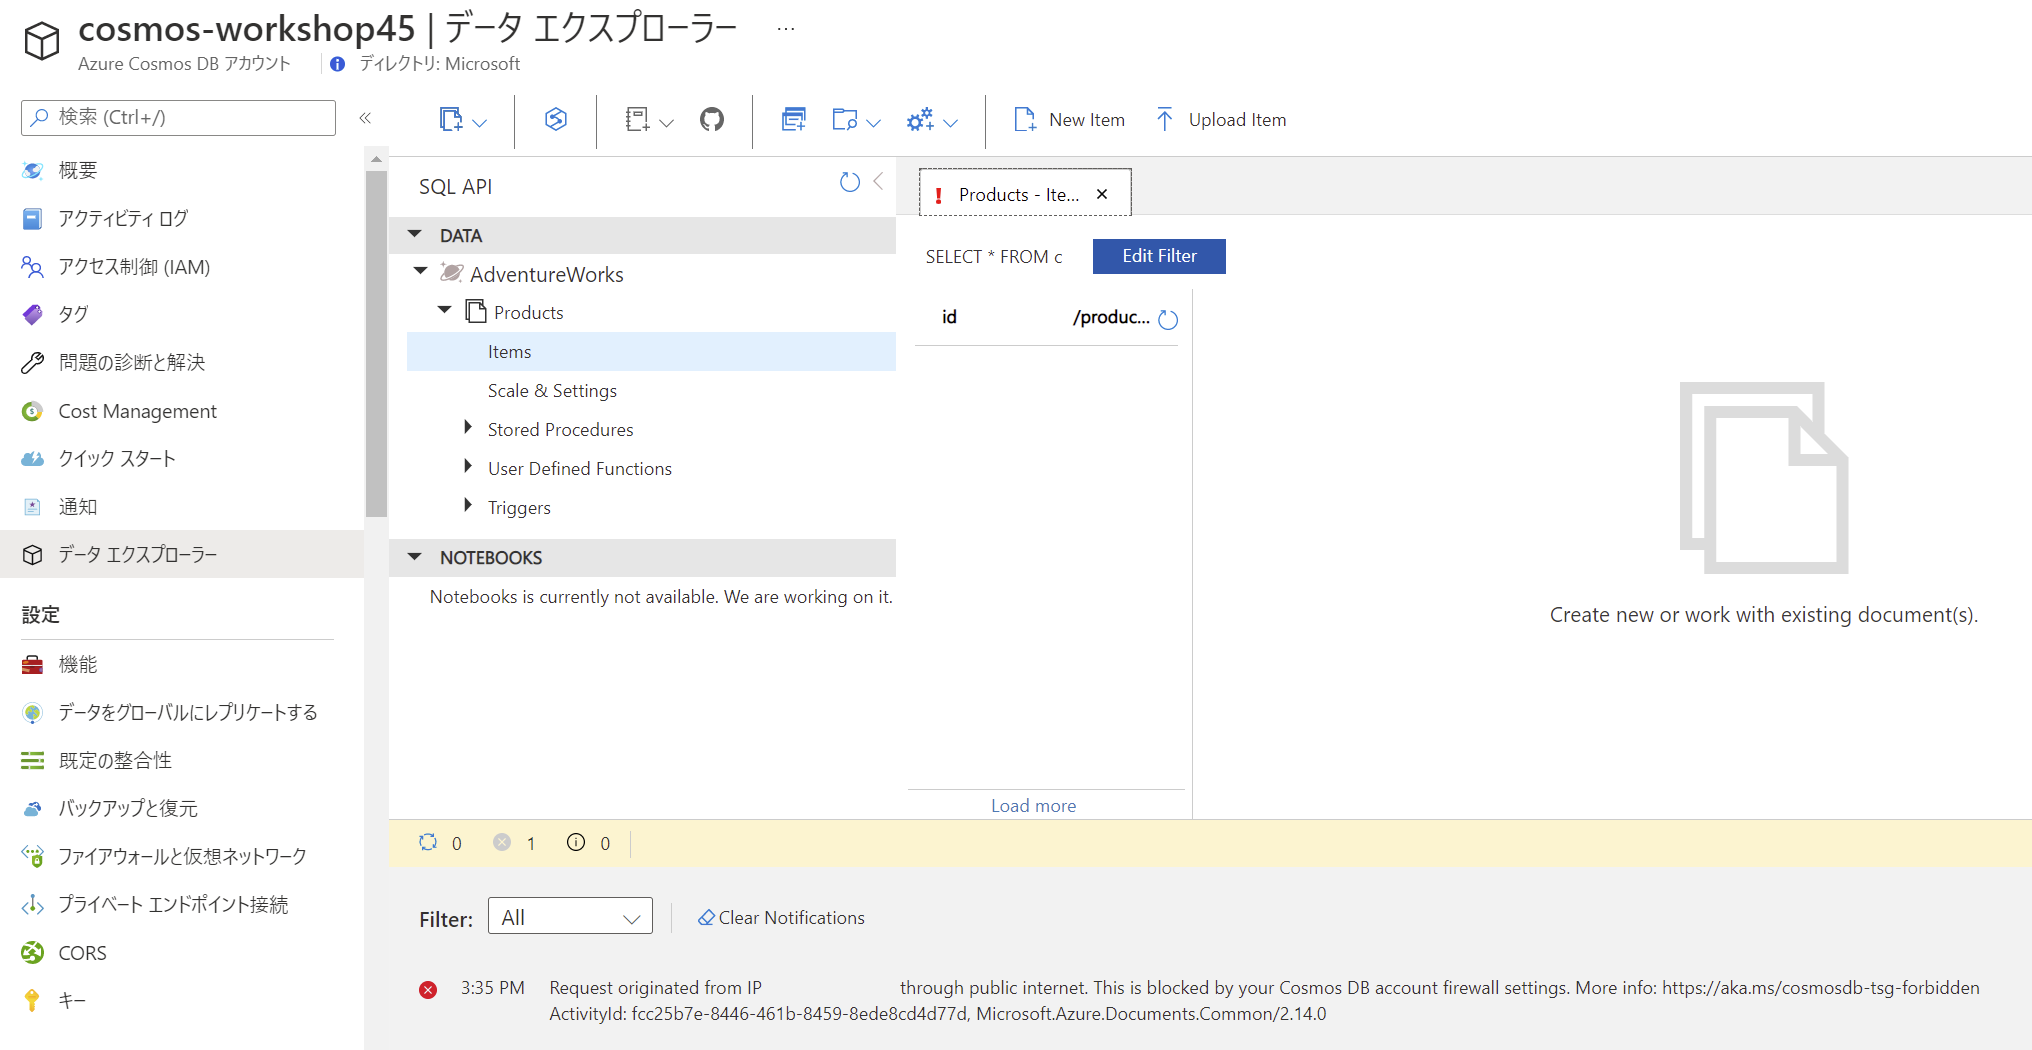 cosmos-workshop45 | データ エクスプローラー ...
Azure Cosmos DB アカウント ディレクトリ: Microsoft
検索 (Ctrl+/)
«
New Item
Upload Item
概要
アクティビティ ログ
アクセス制御 (IAM)
タグ
問題の診断と解決
Cost Management
クイック スタート
通知
データ エクスプローラー
設定
機能
データをグローバルにレプリケートする
既定の整合性
バックアップと復元
ファイアウォールと仮想ネットワーク
プライベート エンドポイント接続
CORS
キー
SQL API
DATA
AdventureWorks
Products
Items
Scale & Settings
Stored Procedures
User Defined Functions
Triggers
NOTEBOOKS
Notebooks is currently not available. We are working on it.
Products - Ite...
SELECT * FROM c
Edit Filter
id /produc...
Load more
Create new or work with existing document(s).
0 1 0
Filter: All Clear Notifications
3:35 PM Request originated from IP through public internet. This is blocked by your Cosmos DB account firewall settings. More info: https://aka.ms/cosmosdb-tsg-forbidden
ActivityId: fcc25b7e-8446-461b-8459-8ede8cd4d77d, Microsoft.Azure.Documents.Common/2.14.0